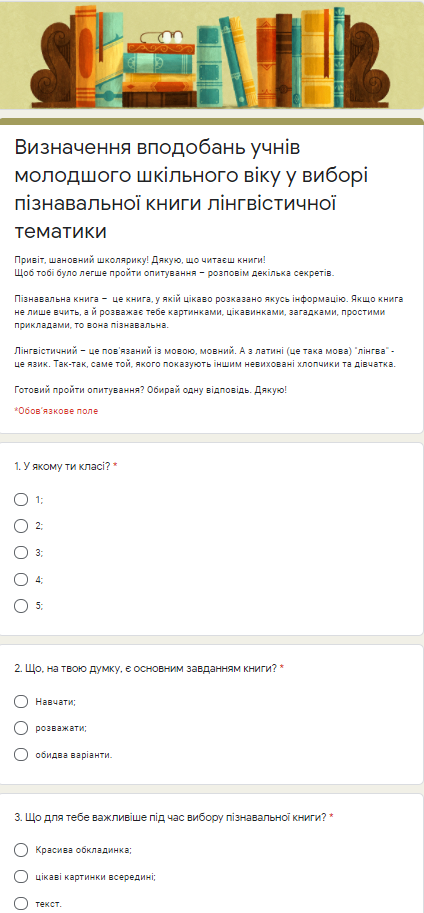 Визначення вподобань учнів
молодшого шкільного віку у виборі
пізнавальної книги лінгвістичної
тематики
Привіт, шановний школярику! Дякую, що читаєш книги!
Щоб тобі було легше пройти опитування – розповім декілька секретів.
Пізнавальна книга – це книга, у якій цікаво розказано якусь інформацію. Якщо книга
не лише вчить, а й розважає тебе картинками, цікавинками, загадками, простими
прикладами, то вона пізнавальна.
Лінгвістичний – це пов'язаний із мовою, мовний. А з латині (це така мова) "лінгва" -
це язик. Так-так, саме той, якого показують іншим невиховані хлопчики та дівчатка.
Готовий пройти опитування? Обирай одну відповідь. Дякую!
*Обов'язкове поле
1. У якому ти класі? *
1;
2;
3;
4;
5;
2. Що, на твою думку, є основним завданням книги? *
Навчати;
розважати;
обидва варіанти.
3. Що для тебе важливіше під час вибору пізнавальної книги? *
Красива обкладинка;
цікаві картинки всередині;
текст.